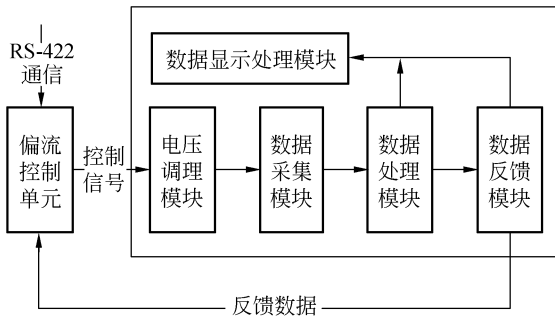 RS-422
通信
数据显示处理模块
偏流
控制
单元
控制
信号
电压
调理
模块
数据
采集
模块
数据
处理
模块
数据
反馈
模块
反馈数据